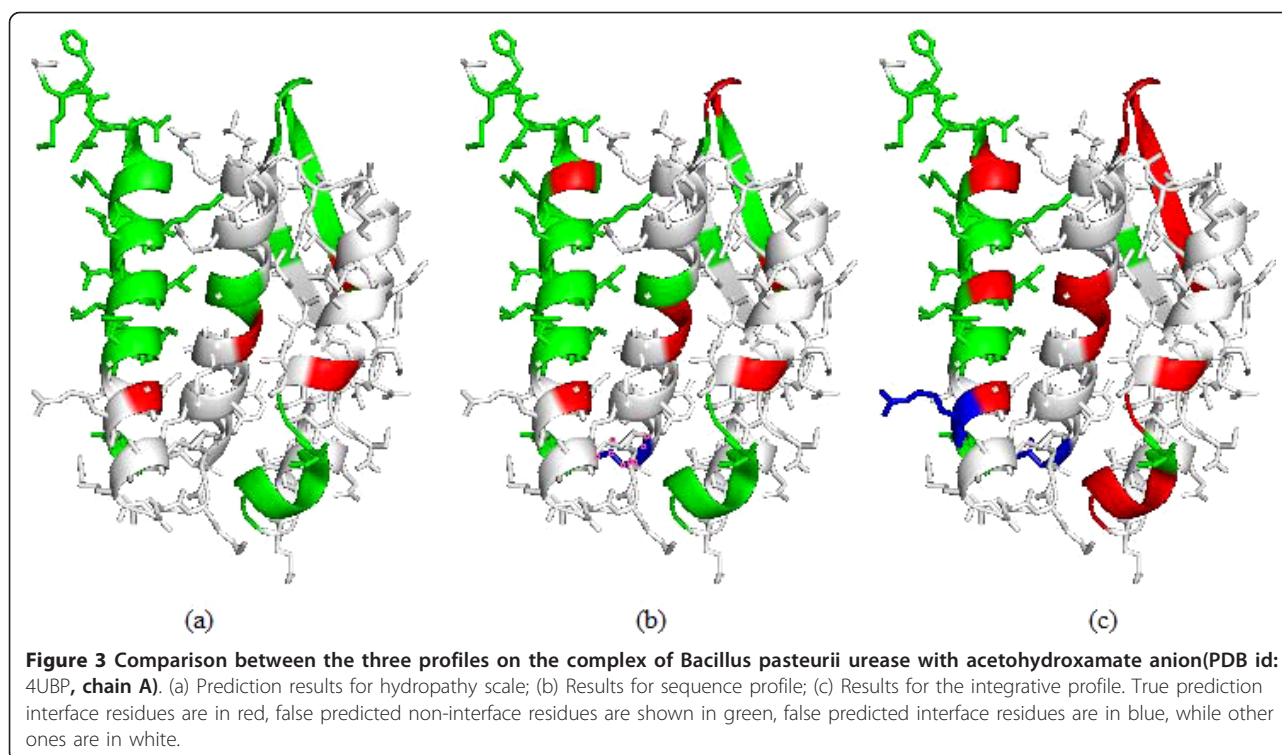 (a) (b) (c)
Figure 3 Comparison between the three profiles on the complex of Bacillus pasteurii urease with acetohydroxamate anion(PDB id:
4UBP, chain A). (a) Prediction results for hydropathy scale; (b) Results for sequence profile; (c) Results for the integrative profile. True prediction
interface residues are in red, false predicted non-interface residues are shown in green, false predicted interface residues are in blue, while other
ones are in white.